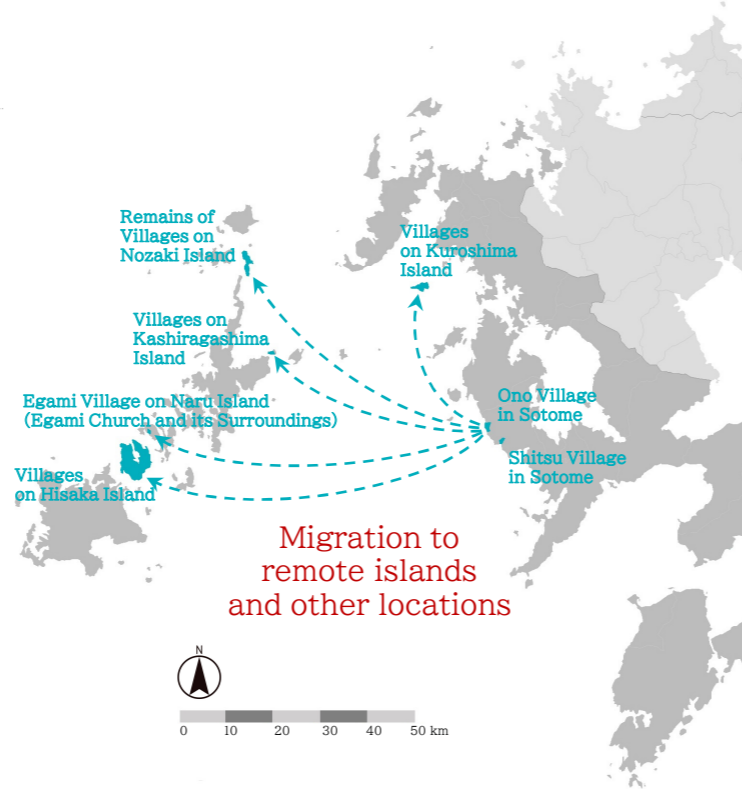 Remains of
Villages on
Nozaki Island
Villages
on Kuroshima
Island
Villages on
Kashiragashima
Island
Egami Village on Naru Island
(Egami Church and its Surroundings)
Ono Village
in Sotome
Shitsu Village
in Sotome
Villages
on Hisaka Island
Migration to
remote islands
and other locations
N
0 10 20 30 40 50 km